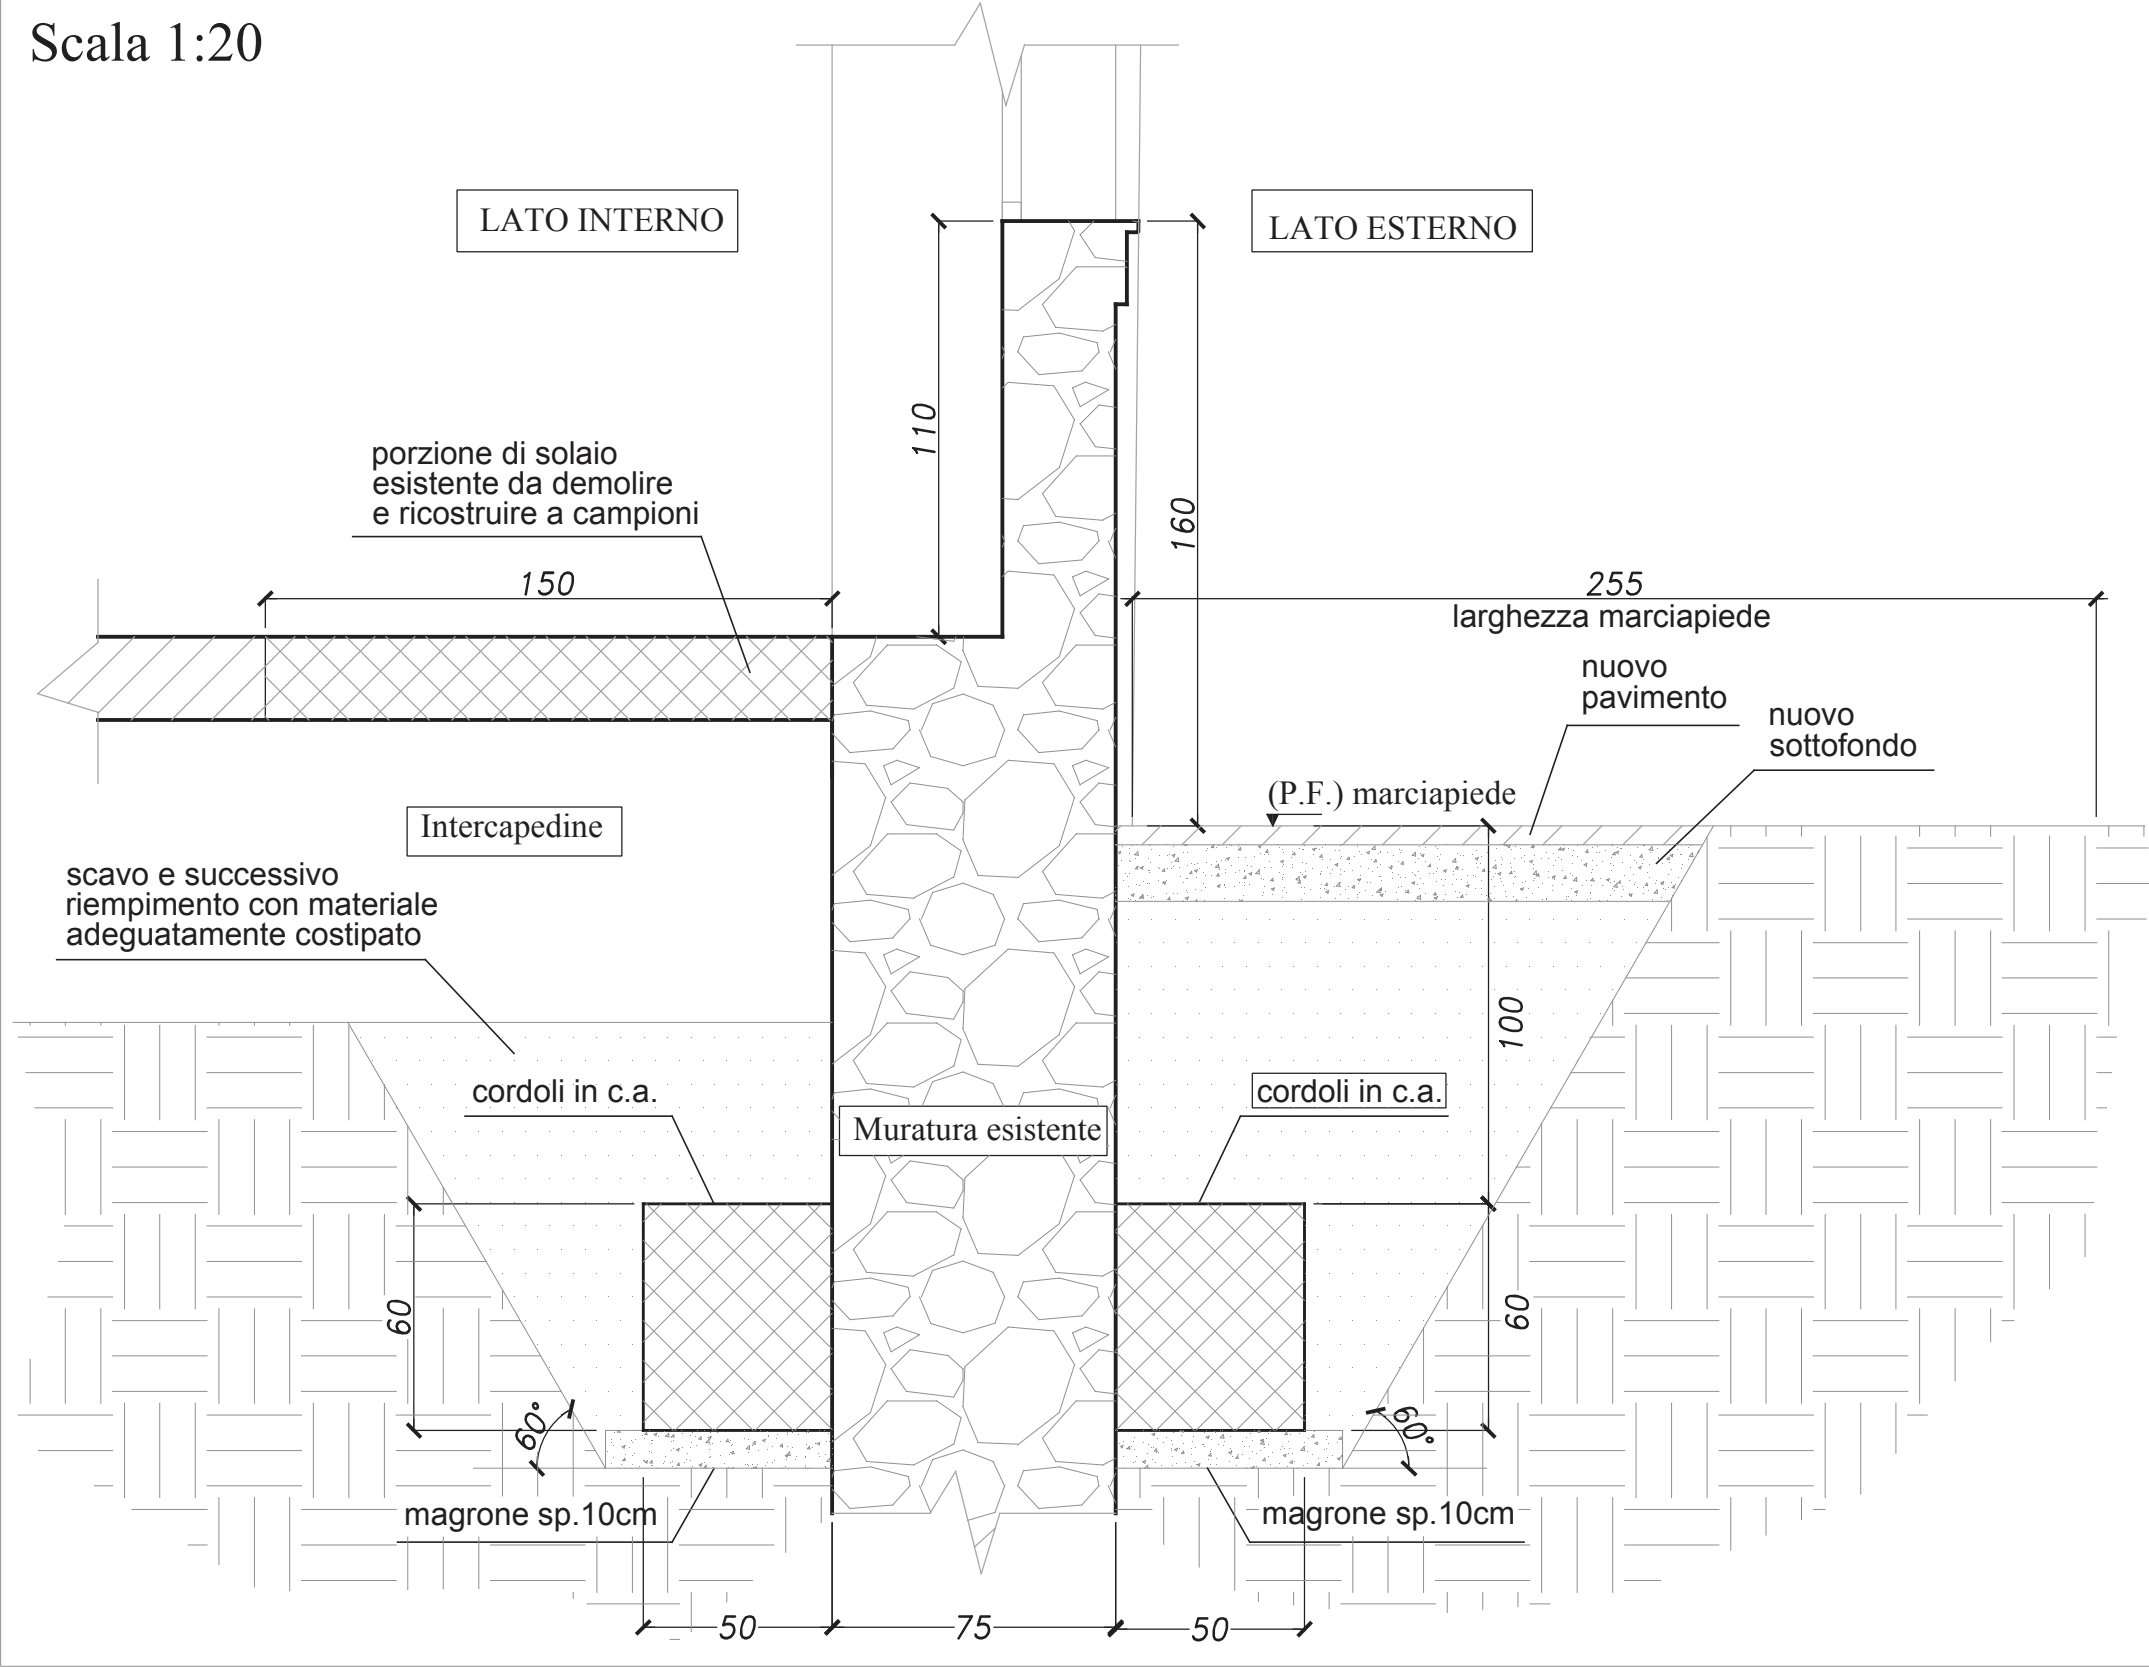 Scala 1:20
LATO INTERNO
LATO ESTERNO
110
160
porzione di solaio
esistente da demolire
e ricostruire a campioni
150
255
larghezza marciapiede
nuovo
pavimento
nuovo
sottofondo
(P.F.) marciapiede
Intercapedine
scavo e successivo
riempimento con materiale
adeguatamente costipato
100
cordoli in c.a.
cordoli in c.a.
Muratura esistente
60
60
60°
60°
magrone sp.10cm
magrone sp.10cm
50
75
50